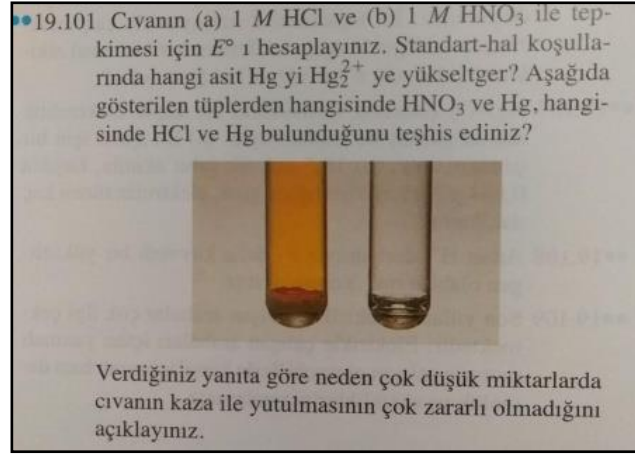 ••19.101 Cıvanın (a) 1 M HCl ve (b) 1 M HNO₃ ile tep-
kimesi için E° ı hesaplayınız. Standart-hal koşulla-
rında hangi asit Hg yi Hg₂²⁺ ye yükseltger? Aşağıda
gösterilen tüplerden hangisinde HNO₃ ve Hg, hangi-
sinde HCl ve Hg bulunduğunu teşhis ediniz?
Verdiğiniz yanıta göre neden çok düşük miktarlarda
cıvanın kaza ile yutulmasının çok zararlı olmadığını
açıklayınız.